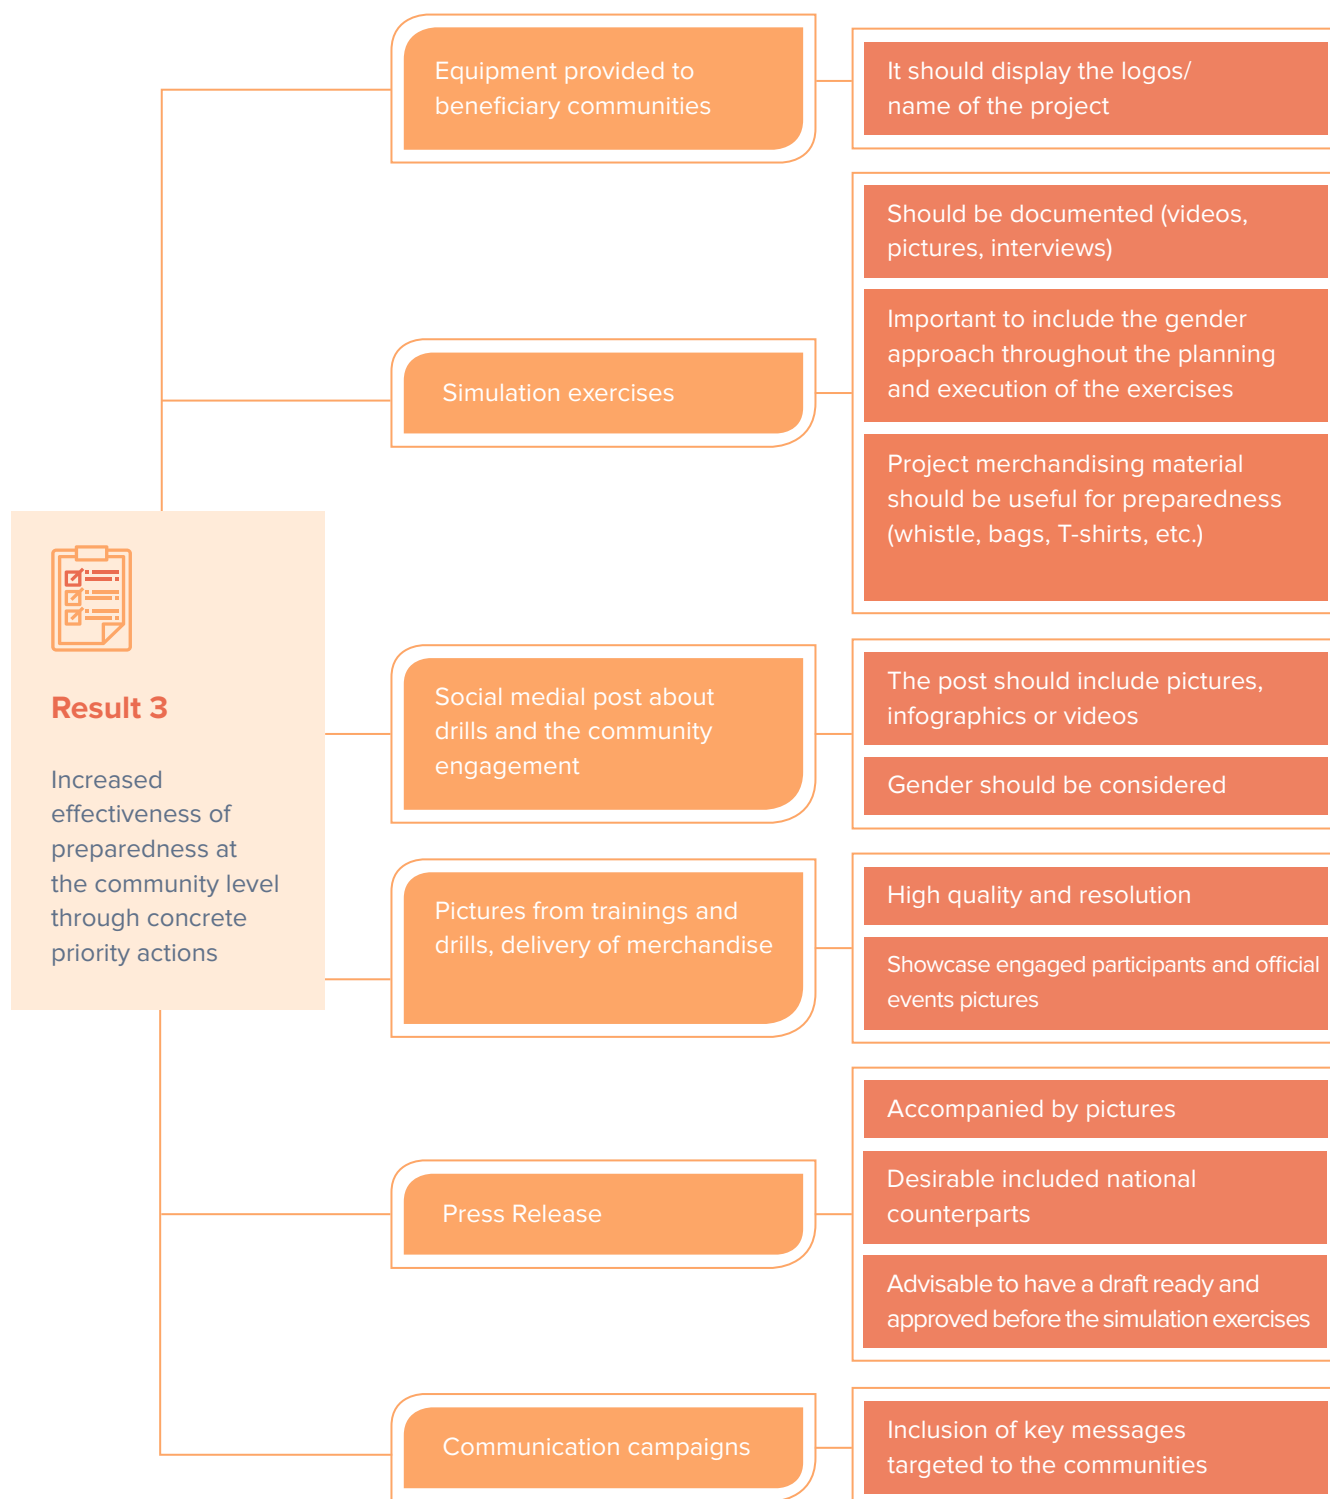 Equipment provided to
beneficiary communities
It should display the logos/
name of the project
Should be documented (videos,
pictures, interviews)
Important to include the gender
approach throughout the planning
and execution of the exercises
Simulation exercises
Project merchandising material
should be useful for preparedness
(whistle, bags, T-shirts, etc.)
Result 3
Increased
effectiveness of
preparedness at
the community level
through concrete
priority actions
Social medial post about
drills and the community
engagement
The post should include pictures,
infographics or videos
Gender should be considered
Pictures from trainings and
drills, delivery of merchandise
High quality and resolution
Showcase engaged participants and official
events pictures
Accompanied by pictures
Press Release
Desirable included national
counterparts
Advisable to have a draft ready and
approved before the simulation exercises
Communication campaigns
Inclusion of key messages
targeted to the communities